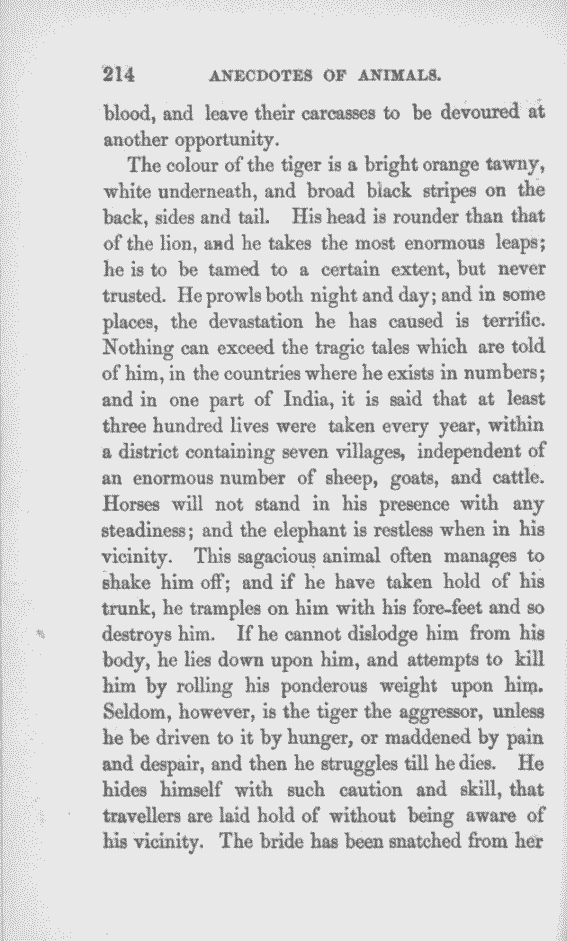 214 ANECDOTES OF ANIMALS.
blood, and leave their carcasses to be devoured at
another opportunity.
The colour of the tiger is a bright orange tawny,
white underneath, and broad black stripes on the
back, sides and tail. His head is rounder than that
of the lion, and he takes the most enormous leaps;
he is to be tamed to a certain extent, but never
trusted. He prowls both night and day; and in some
places, the devastation he has caused is terrific.
Nothing can exceed the tragic tales which are told
of him, in the countries where he exists in numbers;
and in one part of India, it is said that at least
three hundred lives were taken every year, within
a district containing seven villages, independent of
an enormous number of sheep, goats, and cattle.
Horses will not stand in his presence with any
steadiness; and the elephant is restless when in his
vicinity. This sagacious animal often manages to
shake him off; and if he have taken hold of his
trunk, he tramples on him with his fore-feet and so
destroys him. If he cannot dislodge him from his
body, he lies down upon him, and attempts to kill
him by rolling his ponderous weight upon him.
Seldom, however, is the tiger the aggressor, unless
he be driven to it by hunger, or maddened by pain
and despair, and then he struggles till he dies. He
hides himself with such caution and skill, that
travellers are laid hold of without being aware of
his vicinity. The bride has been snatched from her